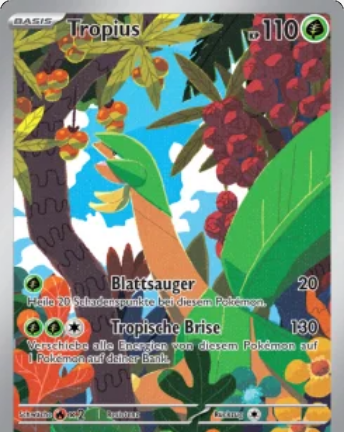 BASIS Tropius KP 110
Blattsauger 20
Heile 20 Schadenspunkte bei diesem Pokémon.
Tropische Brise 130
Verschiebe alle Energien von diesem Pokémon auf
1 Pokémon auf deiner Bank.
Schwäche ×2 Resistenz Rückzug